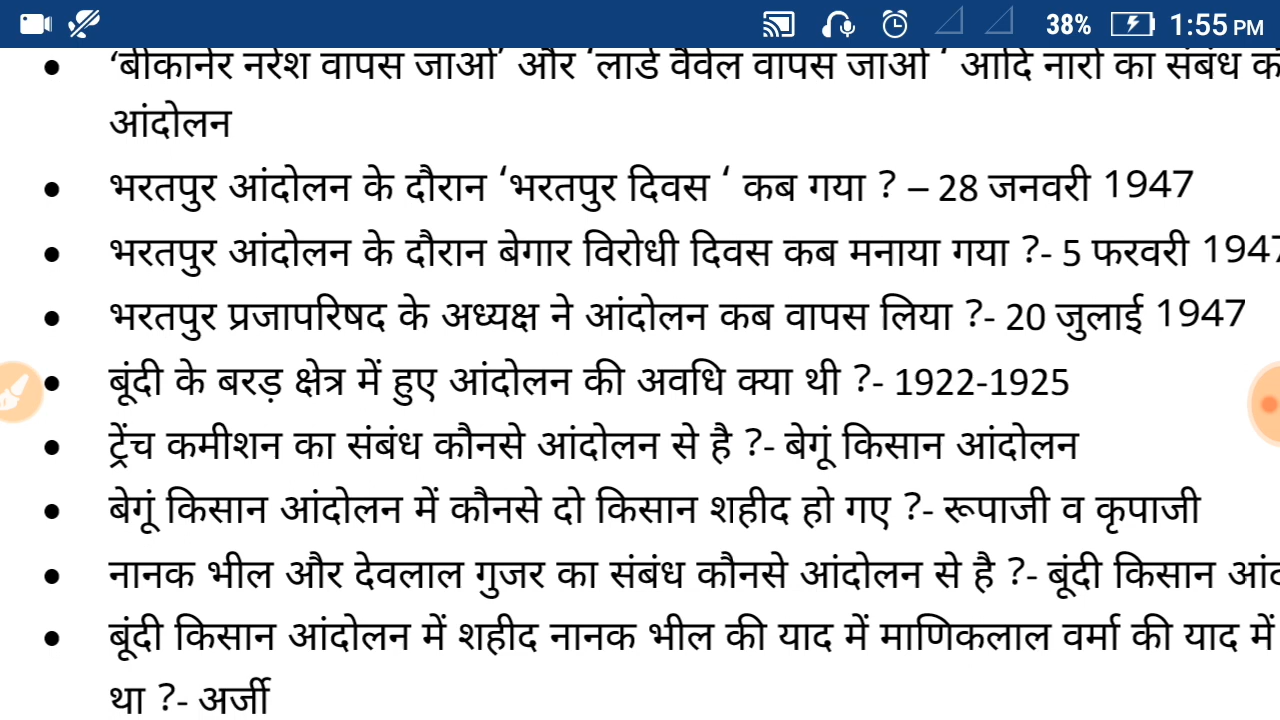 38% 1:55 PM
• 'बीकानेर नरेश वापस जाओ' और 'लार्ड वैवेल वापस जाओ ' आदि नारों का संबंध
आंदोलन
• भरतपुर आंदोलन के दौरान 'भरतपुर दिवस ' कब गया ? – 28 जनवरी 1947
• भरतपुर आंदोलन के दौरान बेगार विरोधी दिवस कब मनाया गया ?- 5 फरवरी 1947
• भरतपुर प्रजापरिषद के अध्यक्ष ने आंदोलन कब वापस लिया ?- 20 जुलाई 1947
• बूंदी के बरड़ क्षेत्र में हुए आंदोलन की अवधि क्या थी ?- 1922-1925
• ट्रेंच कमीशन का संबंध कौनसे आंदोलन से है ?- बेगूं किसान आंदोलन
• बेगूं किसान आंदोलन में कौनसे दो किसान शहीद हो गए ?- रूपाजी व कृपाजी
• नानक भील और देवलाल गुजर का संबंध कौनसे आंदोलन से है ?- बूंदी किसान
• बूंदी किसान आंदोलन में शहीद नानक भील की याद में माणिकलाल वर्मा की याद में
था ?- अर्जी